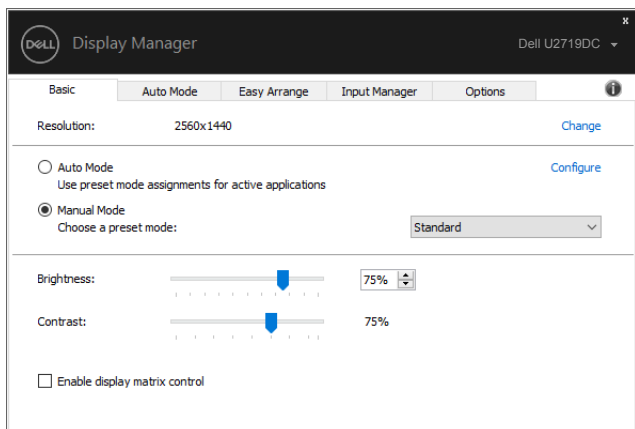 x
DELL Display Manager Dell U2719DC
Basic Auto Mode Easy Arrange Input Manager Options i
Resolution: 2560x1440 Change
Auto Mode Configure
Use preset mode assignments for active applications
Manual Mode
Choose a preset mode: Standard
Brightness: 75%
Contrast: 75%
Enable display matrix control